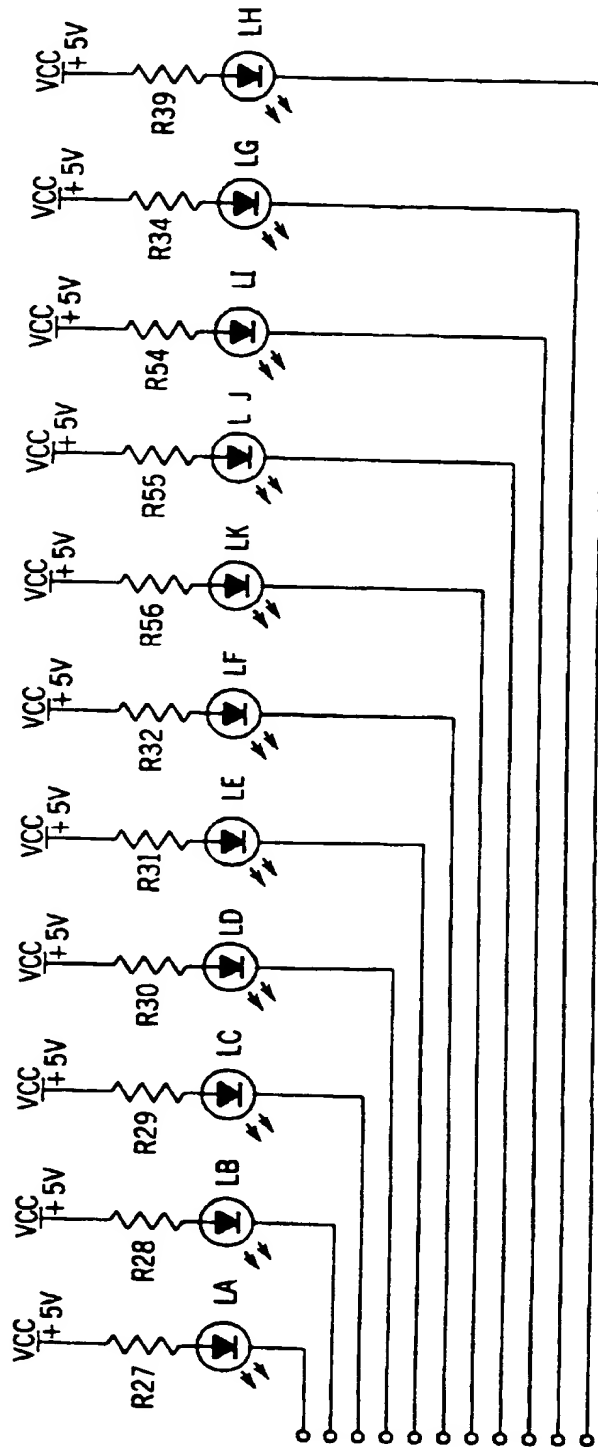 VCC
+5V
R27
LA
VCC
+5V
R28
LB
VCC
+5V
R29
LC
VCC
+5V
R30
LD
VCC
+5V
R31
LE
VCC
+5V
R32
LF
VCC
+5V
R56
LK
VCC
+5V
R55
LJ
VCC
+5V
R54
LI
VCC
+5V
R34
LG
VCC
+5V
R39
LH